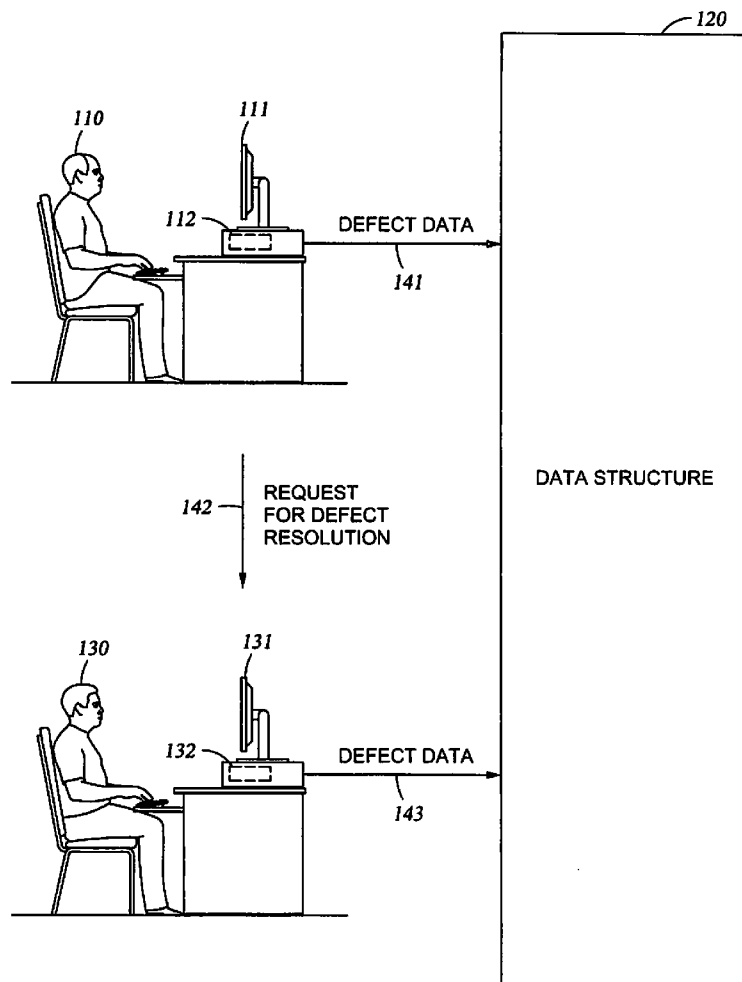 120
110
111
112
DEFECT DATA
141
DATA STRUCTURE
142
REQUEST
FOR DEFECT
RESOLUTION
130
131
132
DEFECT DATA
143